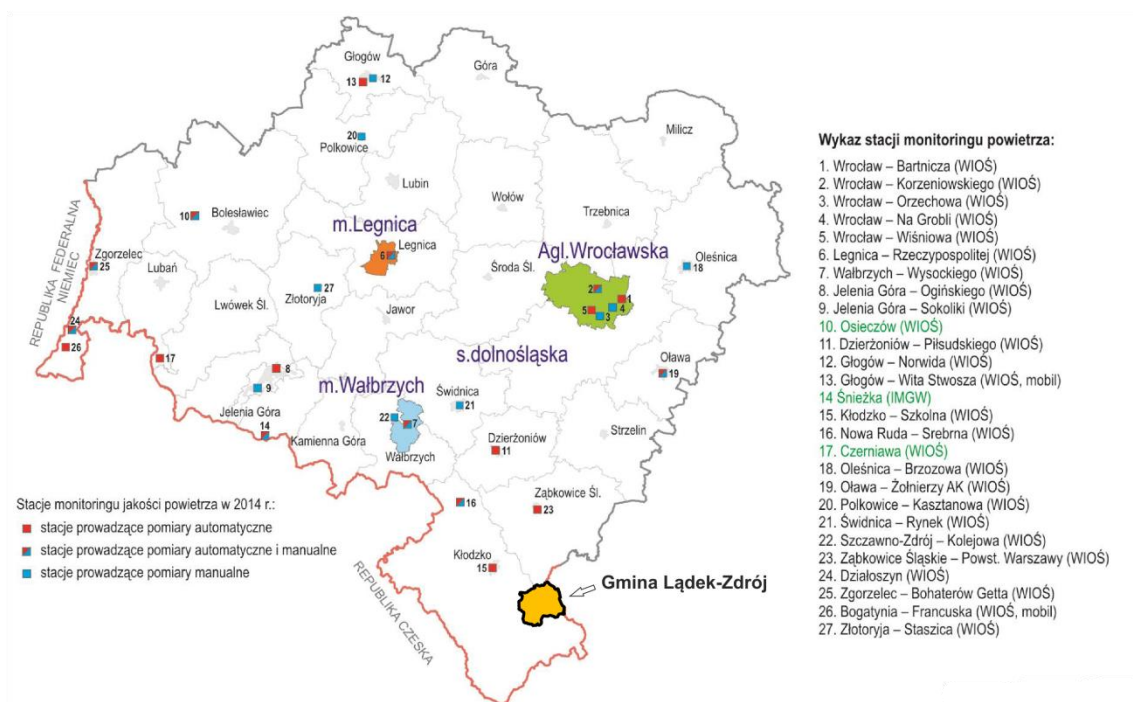 Głogów
13
12
Góra
20
Polkowice
Milicz
Lubin
Wołów
Trzebnica
10
Bolesławiec
m.Legnica
Legnica
6
Agl.Wrocławska
Oleśnica
18
Zgorzelec
25
Lubań
Środa Śl.
2
1
4
5
3
27
Złotoryja
Lwówek Śl.
Jawor
REPUBLIKA FEDERALNA
NIEMIEC
24
26
17
s.dolnośląska
Oława
19
8
9
Jelenia Góra
m.Wałbrzych
Świdnica
21
22
7
14
Kamienna Góra
Wałbrzych
Dzierżoniów
11
Strzelin
16
Ząbkowice Śl.
23
Kłodzko
15
REPUBLIKA CZESKA
Gmina Lądek-Zdrój
Stacje monitoringu jakości powietrza w 2014 r.:
stacje prowadzące pomiary automatyczne
stacje prowadzące pomiary automatyczne i manualne
stacje prowadzące pomiary manualne
Wykaz stacji monitoringu powietrza:
1. Wrocław – Bartnicza (WIOŚ)
2. Wrocław – Korzeniowskiego (WIOŚ)
3. Wrocław – Orzechowa (WIOŚ)
4. Wrocław – Na Grobli (WIOŚ)
5. Wrocław – Wiśniowa (WIOŚ)
6. Legnica – Rzeczypospolitej (WIOŚ)
7. Wałbrzych – Wysockiego (WIOŚ)
8. Jelenia Góra – Ogińskiego (WIOŚ)
9. Jelenia Góra – Sokoliki (WIOŚ)
10. Osieczów (WIOŚ)
11. Dzierżoniów – Piłsudskiego (WIOŚ)
12. Głogów – Norwida (WIOŚ)
13. Głogów – Wita Stwosza (WIOŚ, mobil)
14 Śnieżka (IMGW)
15. Kłodzko – Szkolna (WIOŚ)
16. Nowa Ruda – Srebrna (WIOŚ)
17. Czerniawa (WIOŚ)
18. Oleśnica – Brzozowa (WIOŚ)
19. Oława – Żołnierzy AK (WIOŚ)
20. Polkowice – Kasztanowa (WIOŚ)
21. Świdnica – Rynek (WIOŚ)
22. Szczawno-Zdrój – Kolejowa (WIOŚ)
23. Ząbkowice Śląskie – Powst. Warszawy (WIOŚ)
24. Działoszyn (WIOŚ)
25. Zgorzelec – Bohaterów Getta (WIOŚ)
26. Bogatynia – Francuska (WIOŚ, mobil)
27. Złotoryja – Staszica (WIOŚ)